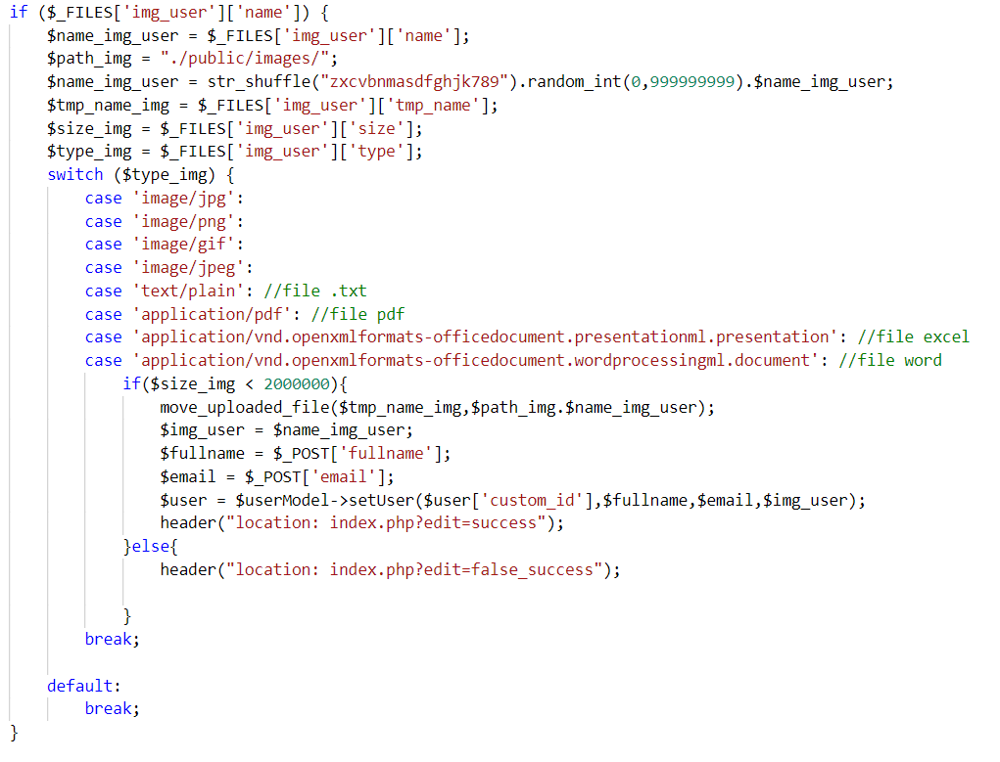 if ($_FILES['img_user']['name']) {
$name_img_user = $_FILES['img_user']['name'];
$path_img = "./public/images/";
$name_img_user = str_shuffle("zxcvbnmasdfghjk789").random_int(0,999999999).$name_img_user;
$tmp_name_img = $_FILES['img_user']['tmp_name'];
$size_img = $_FILES['img_user']['size'];
$type_img = $_FILES['img_user']['type'];
switch ($type_img) {
case 'image/jpg':
case 'image/png':
case 'image/gif':
case 'image/jpeg':
case 'text/plain': //file .txt
case 'application/pdf': //file pdf
case 'application/vnd.openxmlformats-officedocument.presentationml.presentation': //file excel
case 'application/vnd.openxmlformats-officedocument.wordprocessingml.document': //file word
if($size_img < 2000000){
move_uploaded_file($tmp_name_img,$path_img.$name_img_user);
$img_user = $name_img_user;
$fullname = $_POST['fullname'];
$email = $_POST['email'];
$user = $userModel->setUser($user['custom_id'],$fullname,$email,$img_user);
header("location: index.php?edit=success");
}else{
header("location: index.php?edit=false_success");
}
break;
default:
break;
}